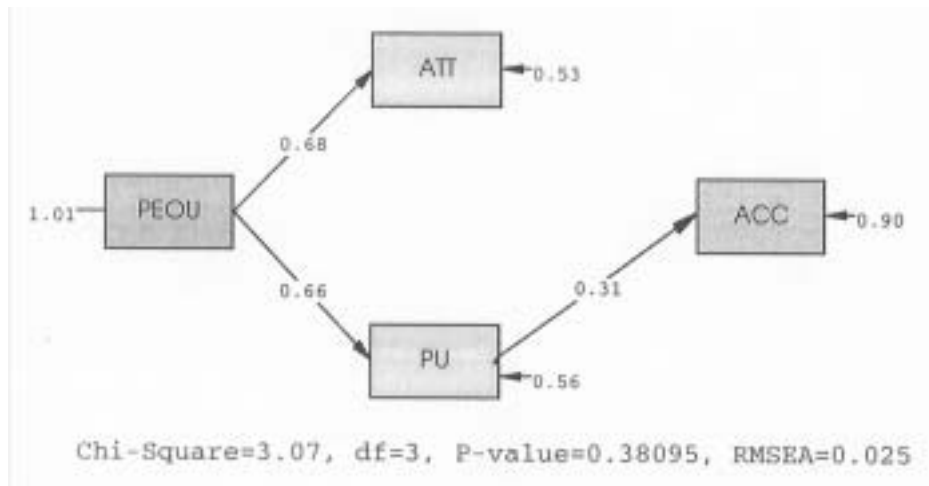 ATT
0.53
0.68
1.01 PEOU
ACC
0.90
0.66
0.31
PU
0.56
Chi-Square=3.07, df=3, P-value=0.38095, RMSEA=0.025